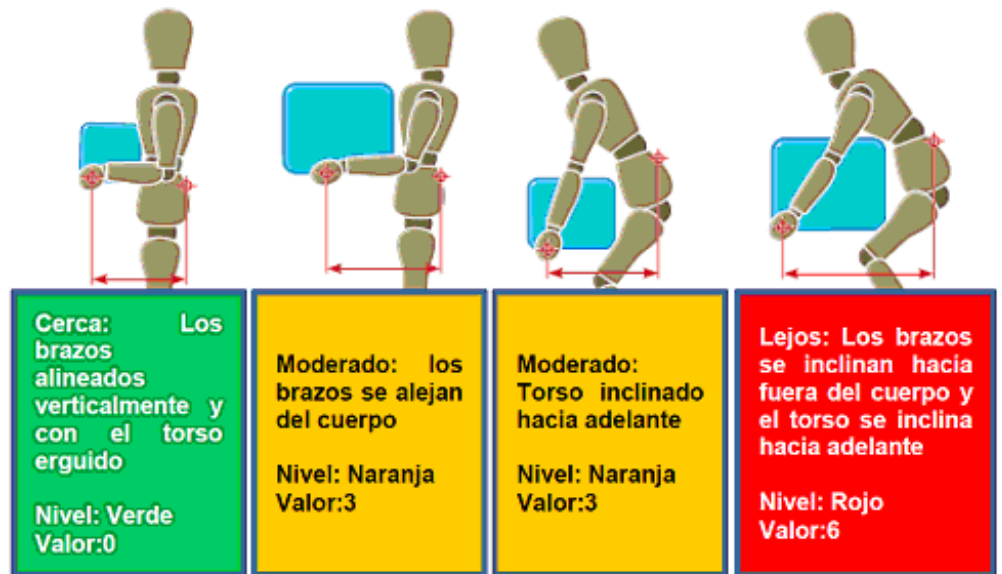 Cerca: Los
brazos
alineados
verticalmente y
con el torso
erguido
Nivel: Verde
Valor:0
Moderado: los
brazos se alejan
del cuerpo
Nivel: Naranja
Valor:3
Moderado:
Torso inclinado
hacia adelante
Nivel: Naranja
Valor:3
Lejos: Los brazos
se inclinan hacia
fuera del cuerpo y
el torso se inclina
hacia adelante
Nivel: Rojo
Valor:6